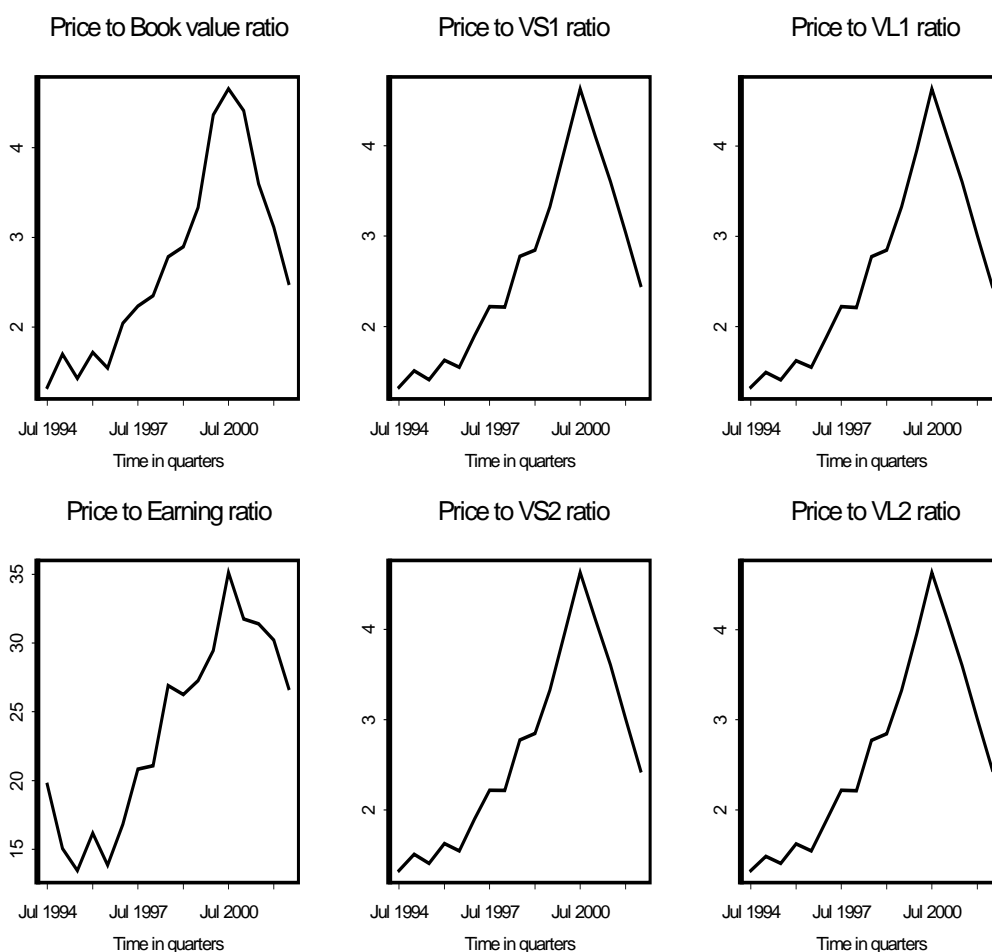 Price to Book value ratio
4
3
2
Jul 1994 Jul 1997 Jul 2000
Time in quarters
Price to VS1 ratio
4
3
2
Jul 1994 Jul 1997 Jul 2000
Time in quarters
Price to VL1 ratio
4
3
2
Jul 1994 Jul 1997 Jul 2000
Time in quarters
Price to Earning ratio
35
30
25
20
15
Jul 1994 Jul 1997 Jul 2000
Time in quarters
Price to VS2 ratio
4
3
2
Jul 1994 Jul 1997 Jul 2000
Time in quarters
Price to VL2 ratio
4
3
2
Jul 1994 Jul 1997 Jul 2000
Time in quarters